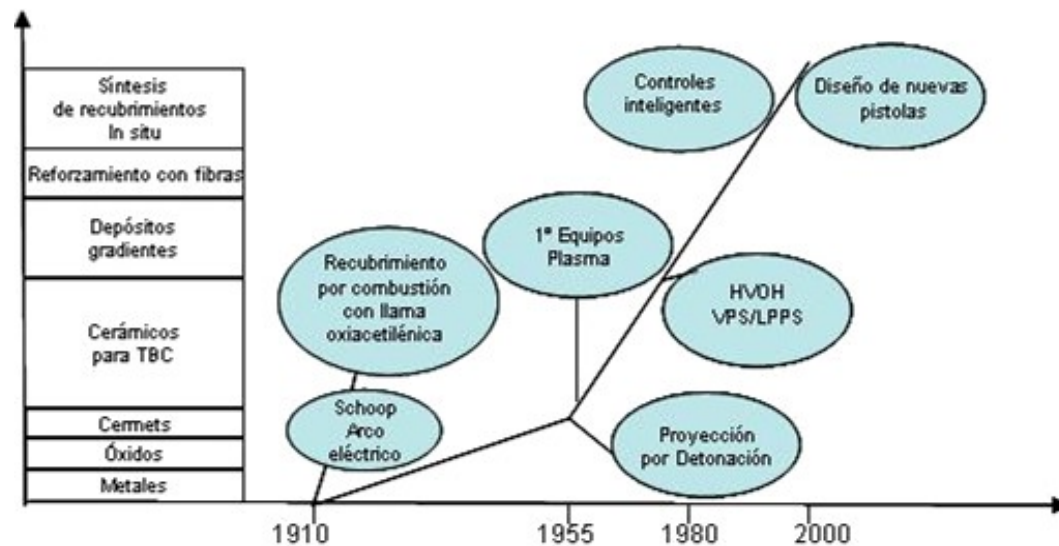 Síntesis
de recubrimientos
In situ
Reforzamiento con fibras
Depósitos
gradientes
Cerámicos
para TBC
Cermets
Óxidos
Metales
Recubrimiento
por combustión
con llama
oxiacetilénica
Schoop
Arco
eléctrico
1ª Equipos
Plasma
Controles
inteligentes
Diseño de nuevas
pistolas
HVOH
VPS/LPPS
Proyección
por Detonación
1910
1955
1980
2000